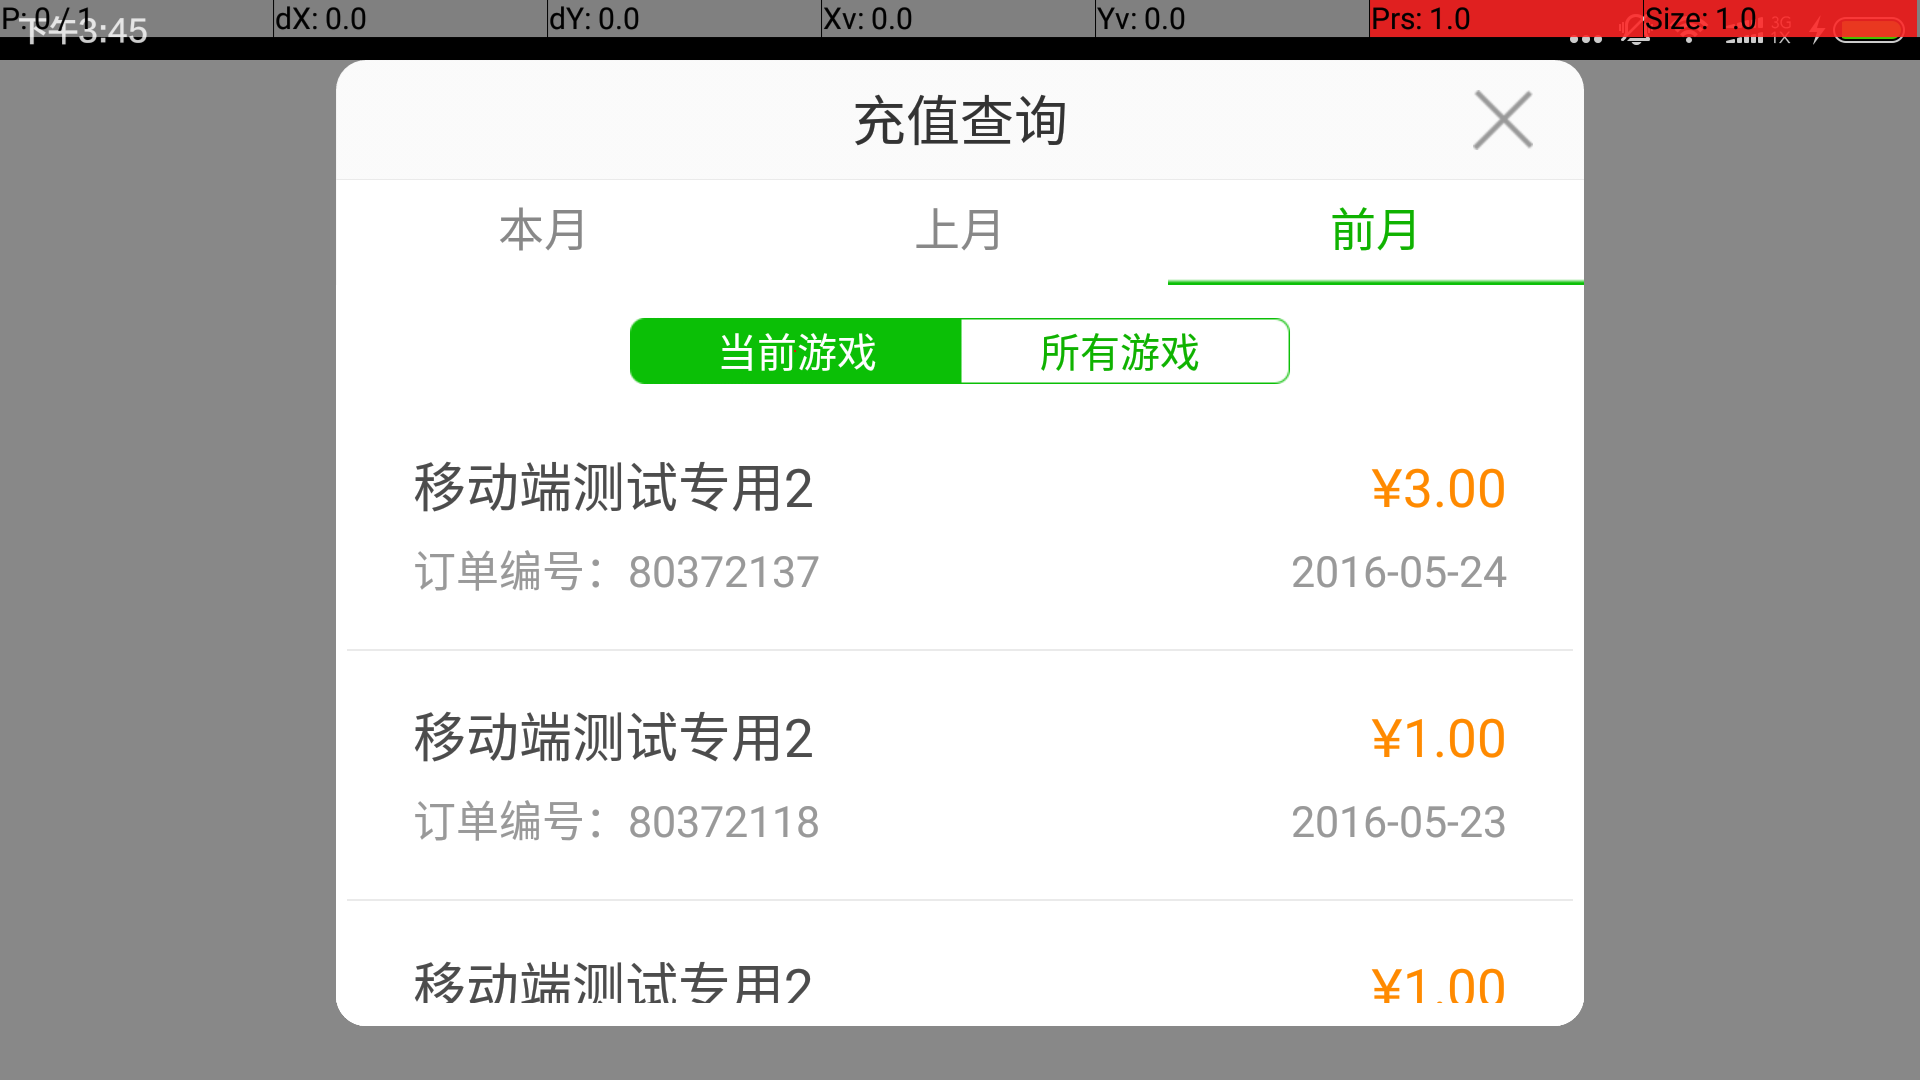 P: 0 / 1 dX: 0.0 dY: 0.0 Xv: 0.0 Yv: 0.0 Prs: 1.0 Size: 1.0
下午3:45 3G 1X
充值查询
本月 上月 前月
当前游戏 所有游戏
移动端测试专用2 ¥3.00
订单编号：80372137 2016-05-24
移动端测试专用2 ¥1.00
订单编号：80372118 2016-05-23
移动端测试专用2 ¥1.00